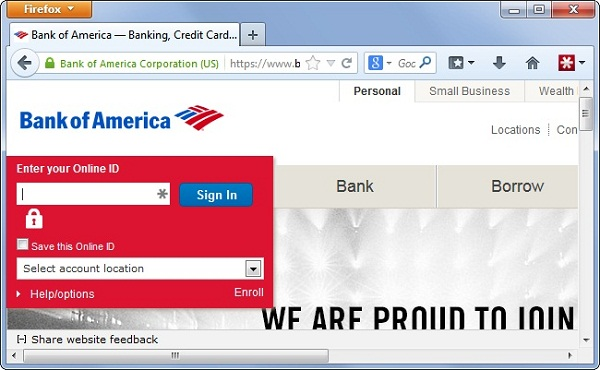 Firefox
Bank of America — Banking, Credit Card...
Bank of America Corporation (US) https://www.b Goc
Personal Small Business Wealth
Bank of America
Locations Con
Enter your Online ID
Sign In
Bank Borrow
Save this Online ID
Select account location
Help/options Enroll
WE ARE PROUD TO JOIN
[-] Share website feedback